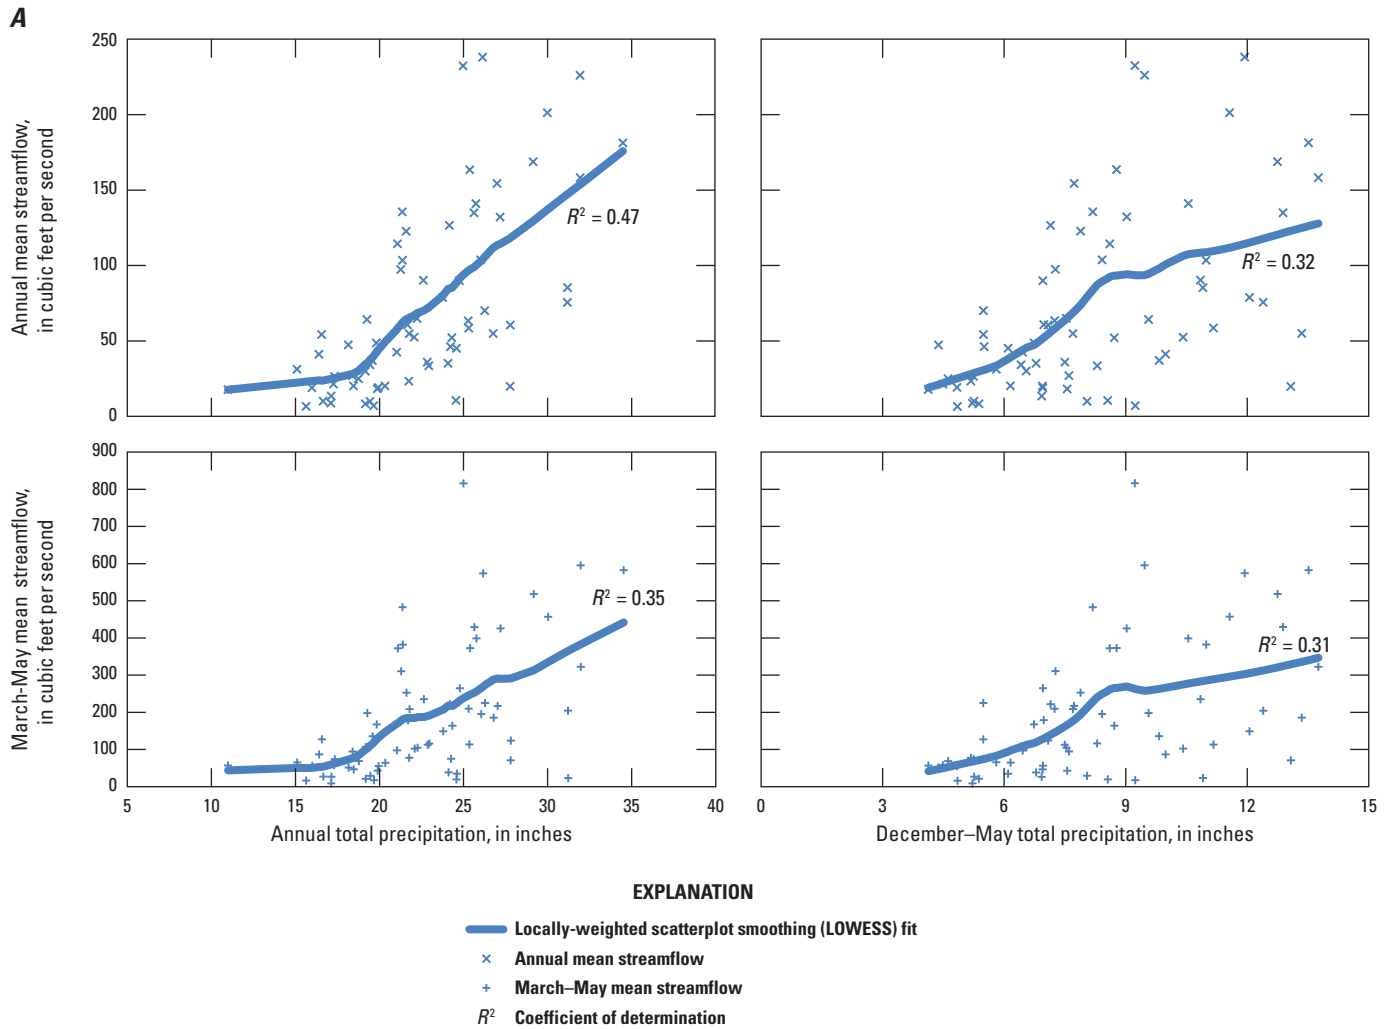 A
250
200
150
100
50
0
Annual mean streamflow,
in cubic feet per second
R² = 0.47
R² = 0.32
900
800
700
600
500
400
300
200
100
0
March-May mean streamflow,
in cubic feet per second
R² = 0.35
R² = 0.31
5 10 15 20 25 30 35 40
0 3 6 9 12 15
Annual total precipitation, in inches
December–May total precipitation, in inches
EXPLANATION
Locally-weighted scatterplot smoothing (LOWESS) fit
Annual mean streamflow
March–May mean streamflow
R² Coefficient of determination